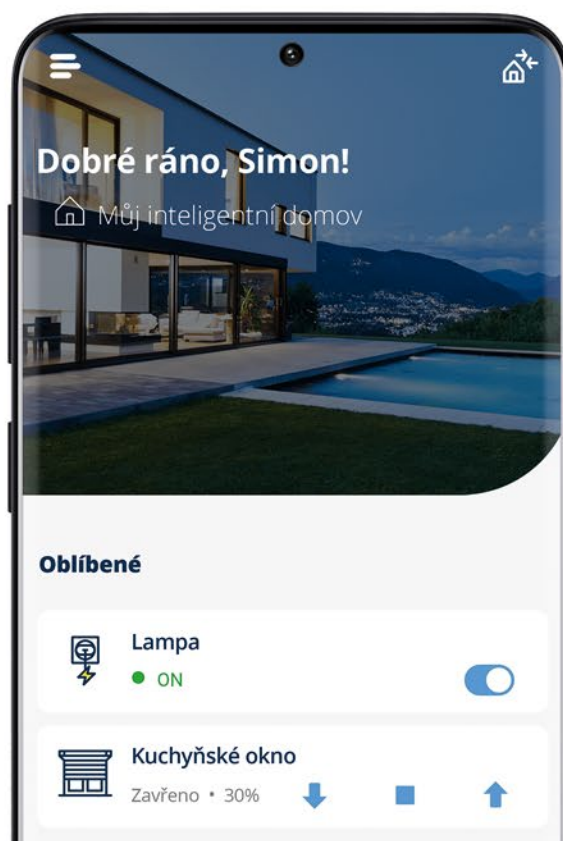 Dobré ráno, Simon!
Můj inteligentní domov
Oblíbené
Lampa
ON
Kuchyňské okno
Zavřeno • 30%